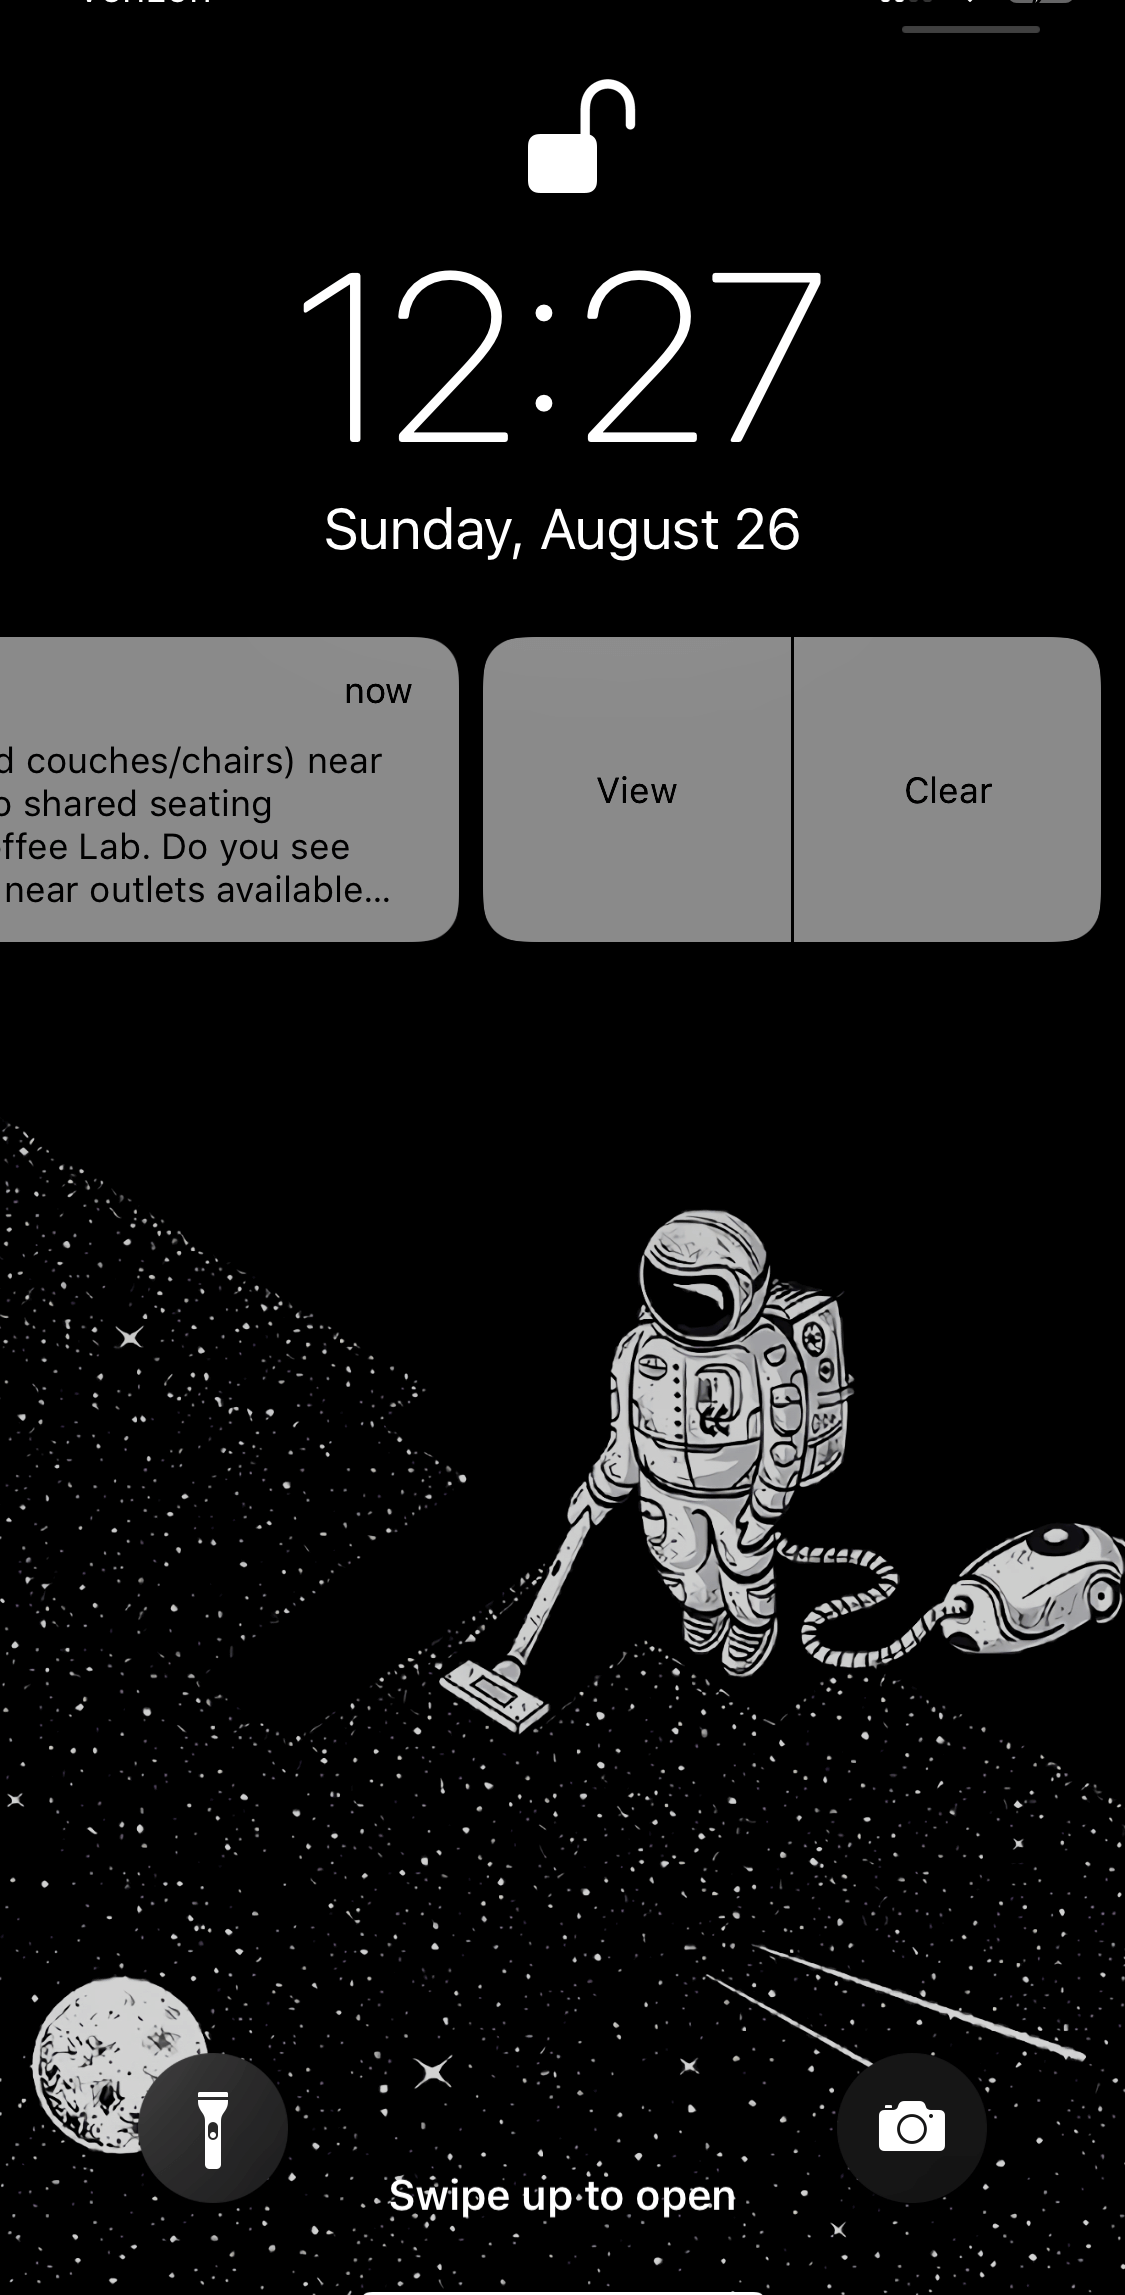 12:27
Sunday, August 26
now
couches/chairs) near
shared seating
Lab. Do you see
near outlets available...
View
Clear
Swipe up to open